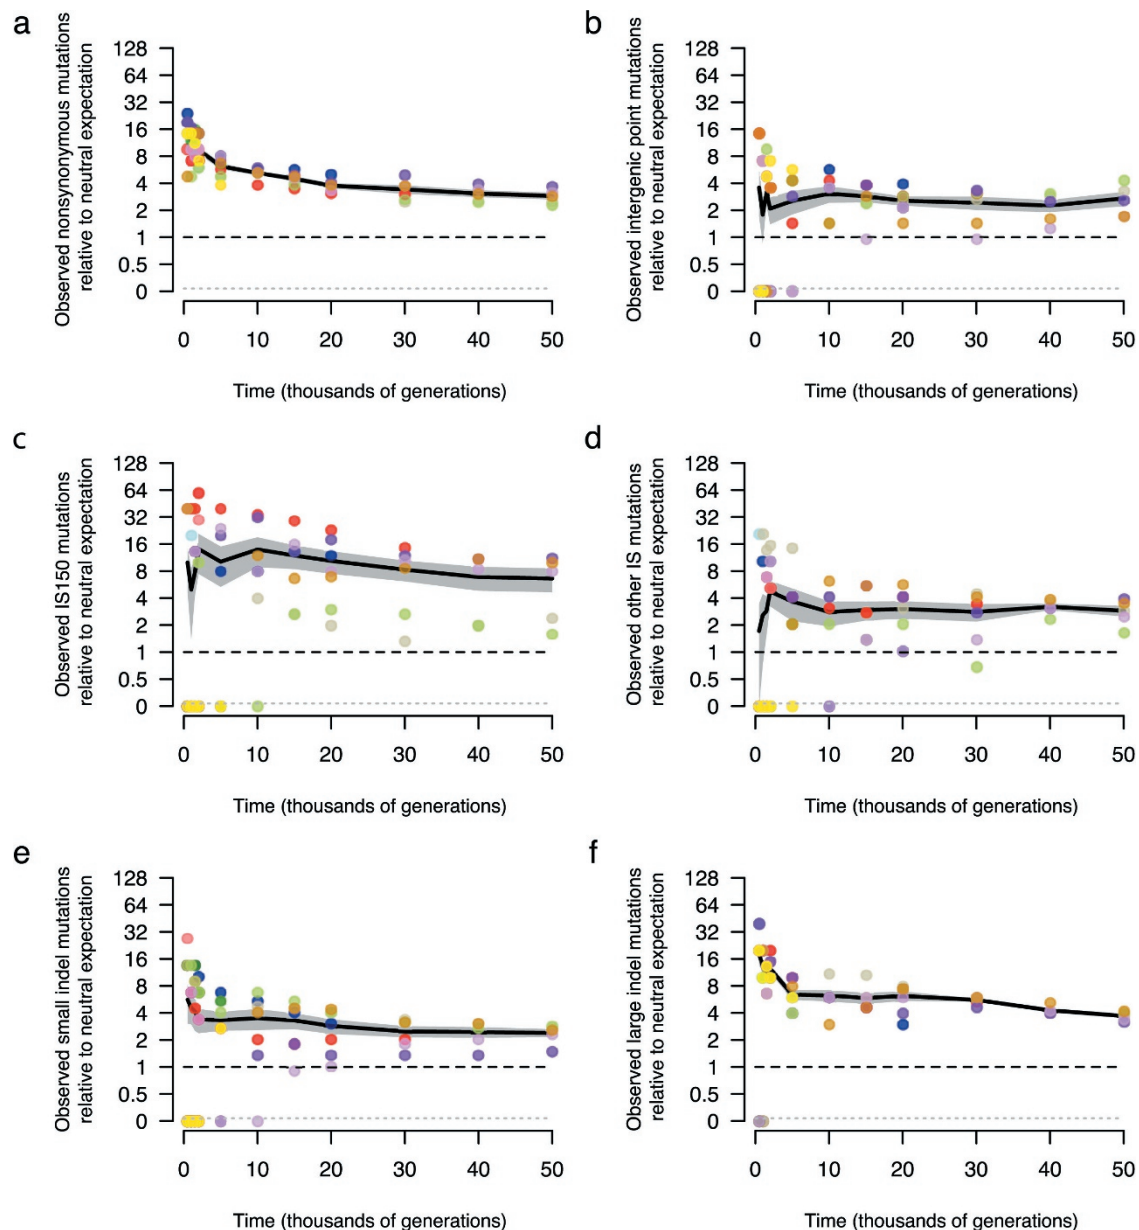 a
Observed nonsynonymous mutations
relative to neutral expectation
128
64
32
16
8
4
2
1
0.5
0
0 10 20 30 40 50
Time (thousands of generations)
b
Observed intergenic point mutations
relative to neutral expectation
128
64
32
16
8
4
2
1
0.5
0
0 10 20 30 40 50
Time (thousands of generations)
c
Observed IS150 mutations
relative to neutral expectation
128
64
32
16
8
4
2
1
0.5
0
0 10 20 30 40 50
Time (thousands of generations)
d
Observed other IS mutations
relative to neutral expectation
128
64
32
16
8
4
2
1
0.5
0
0 10 20 30 40 50
Time (thousands of generations)
e
Observed small indel mutations
relative to neutral expectation
128
64
32
16
8
4
2
1
0.5
0
0 10 20 30 40 50
Time (thousands of generations)
f
Observed large indel mutations
relative to neutral expectation
128
64
32
16
8
4
2
1
0.5
0
0 10 20 30 40 50
Time (thousands of generations)